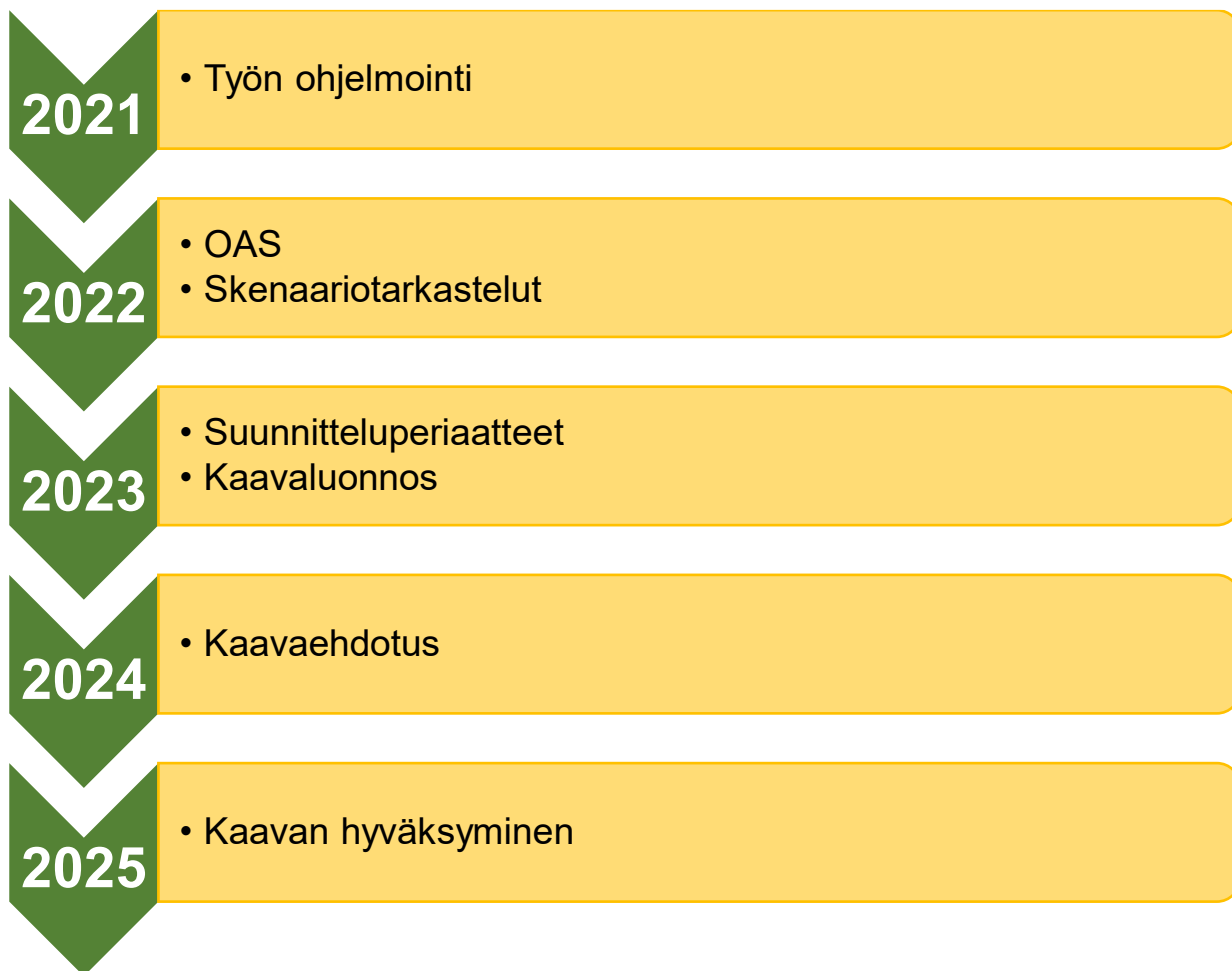 2021
• Työn ohjelmointi
2022
• OAS
• Skenaariotarkastelut
2023
• Suunnitteluperiaatteet
• Kaavaluonnos
2024
• Kaavaehdotus
2025
• Kaavan hyväksyminen